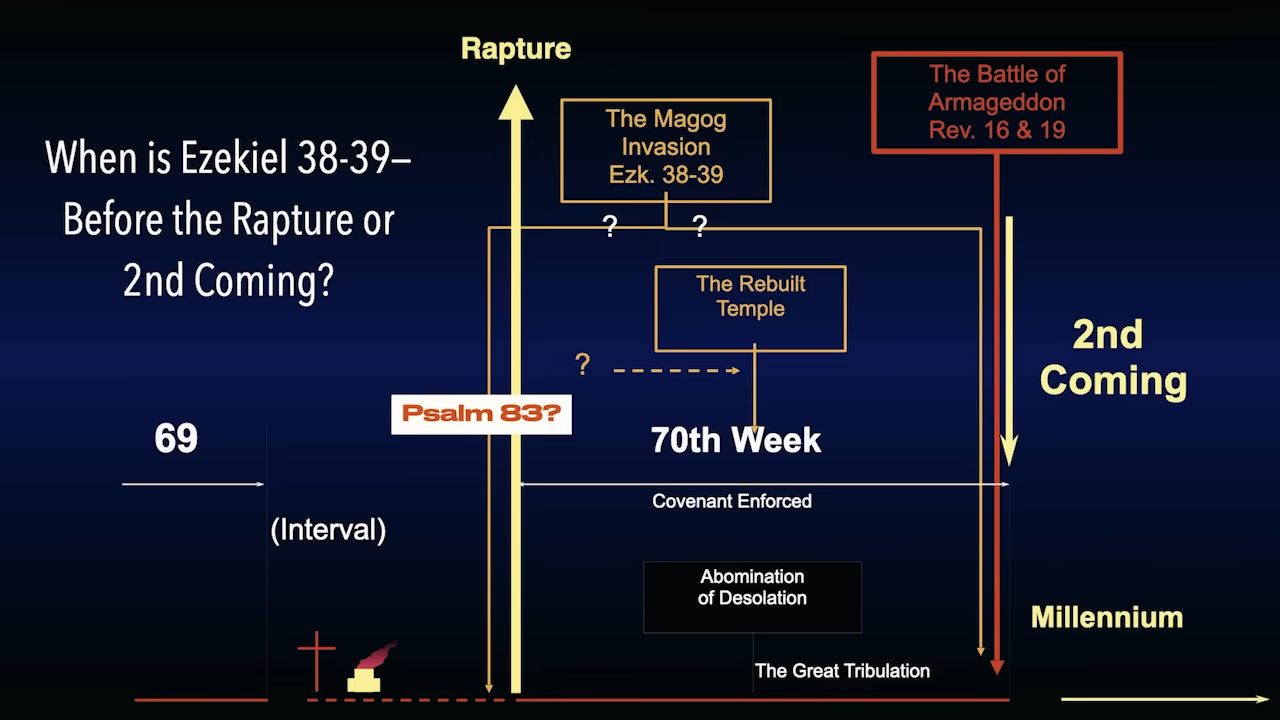 Rapture
The Battle of
Armageddon
Rev. 16 & 19
The Magog
Invasion
Ezk. 38-39
When is Ezekiel 38-39–
Before the Rapture or
2nd Coming?
? ?
The Rebuilt
Temple
2nd
Coming
?
Psalm 83?
69
70th Week
Covenant Enforced
(Interval)
Abomination
of Desolation
Millennium
The Great Tribulation